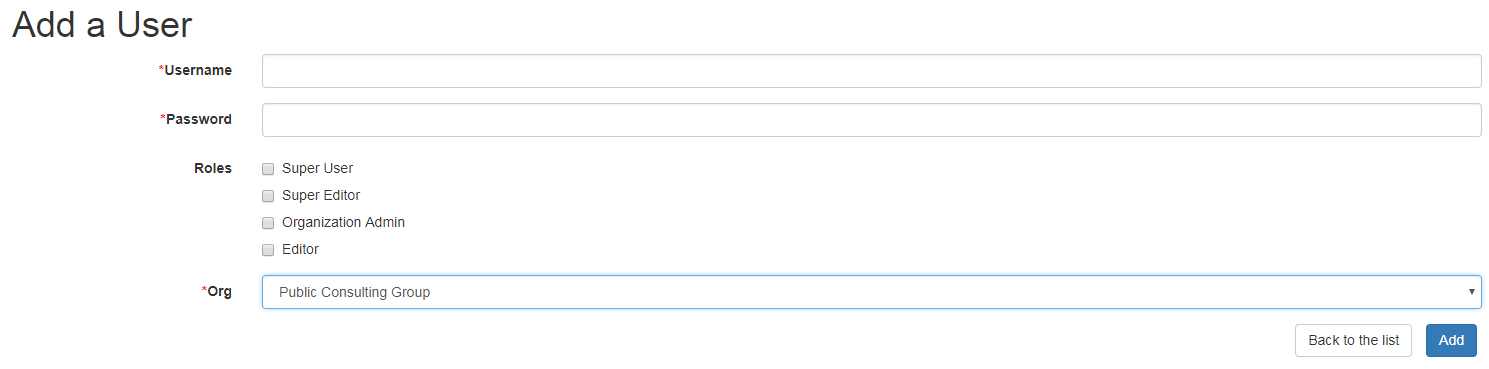 Add a User
*Username
*Password
Roles
Super User
Super Editor
Organization Admin
Editor
*Org
Public Consulting Group
Back to the list
Add